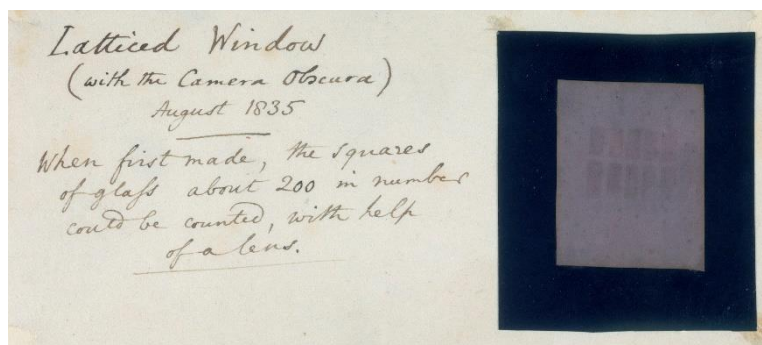 Latticed Window
(with the Camera Obscura)
August 1835
When first made, the squares
of glass about 200 in number
could be counted, with help
of a lens.